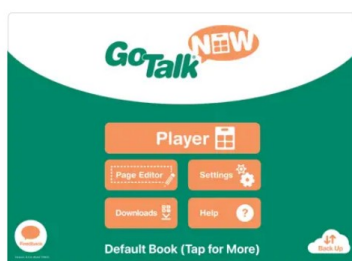 GoTalk NOW
Player
Page Editor
Settings
Downloads
Help ?
Feedback
Default Book (Tap for More)
Back Up